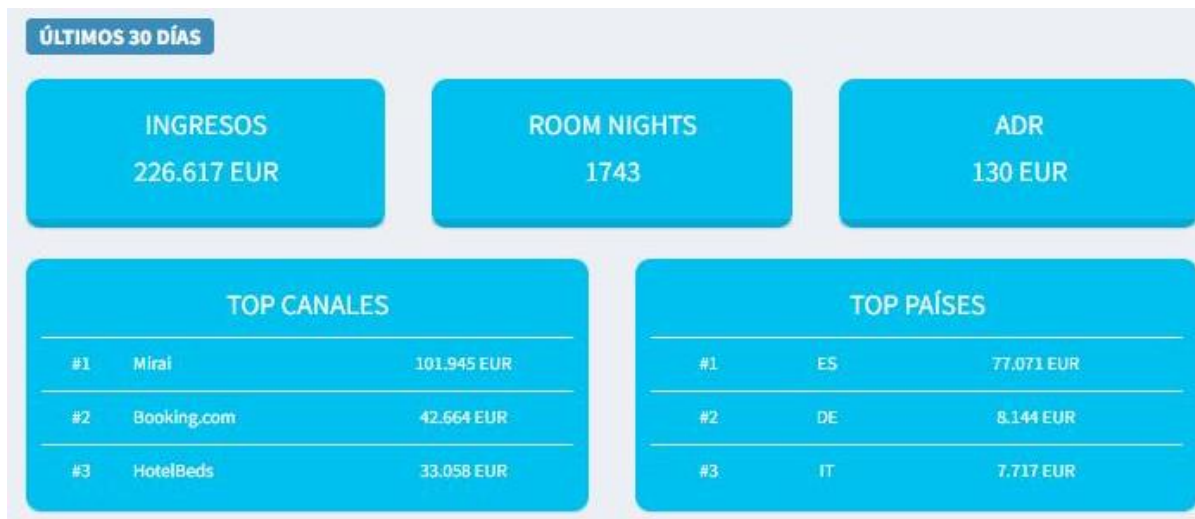 ÚLTIMOS 30 DÍAS
INGRESOS
226.617 EUR
ROOM NIGHTS
1743
ADR
130 EUR
TOP CANALES
#1 Mirai 101.945 EUR
#2 Booking.com 42.664 EUR
#3 HotelBeds 33.058 EUR
TOP PAÍSES
#1 ES 77.071 EUR
#2 DE 8.144 EUR
#3 IT 7.717 EUR